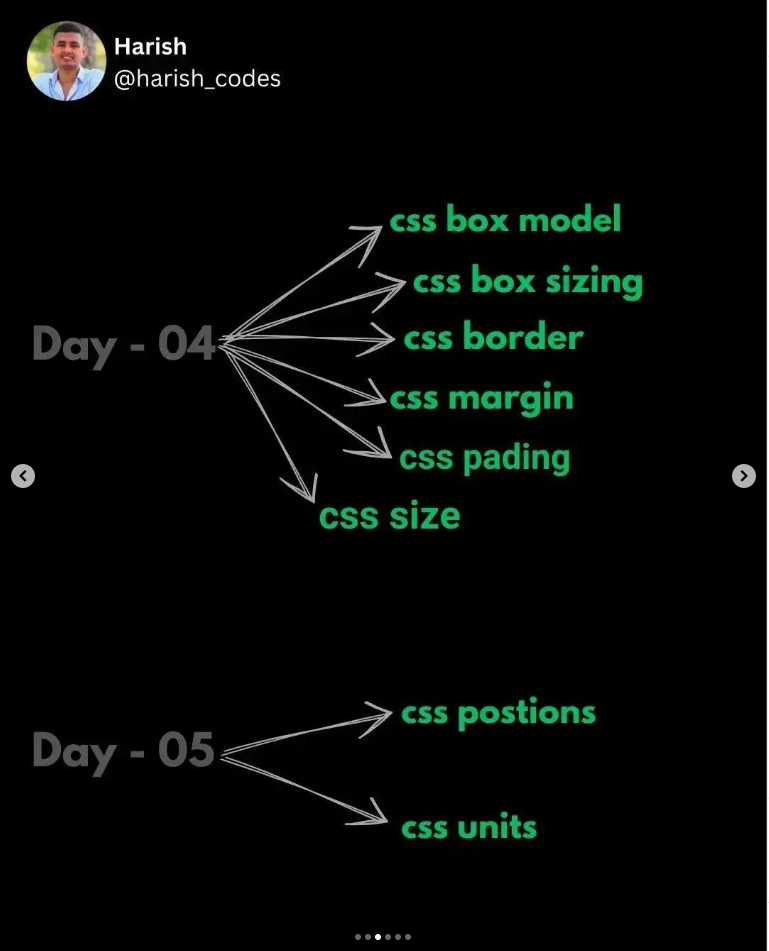 Harish
@harish_codes
css box model
css box sizing
css border
Day - 04
css margin
css pading
css size
css postions
Day - 05
css units